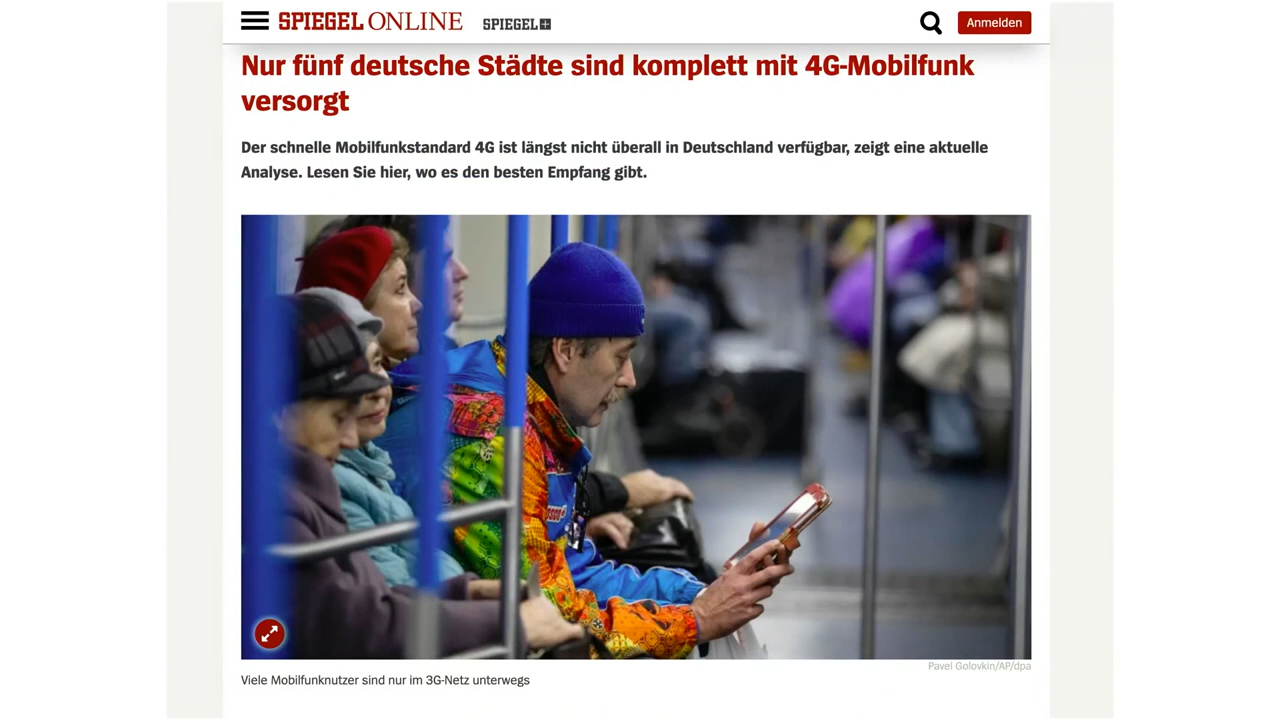 SPIEGEL ONLINE SPIEGEL+ Anmelden
Nur fünf deutsche Städte sind komplett mit 4G-Mobilfunk
versorgt
Der schnelle Mobilfunkstandard 4G ist längst nicht überall in Deutschland verfügbar, zeigt eine aktuelle
Analyse. Lesen Sie hier, wo es den besten Empfang gibt.
Pavel Golovkin/AP/dpa
Viele Mobilfunknutzer sind nur im 3G-Netz unterwegs